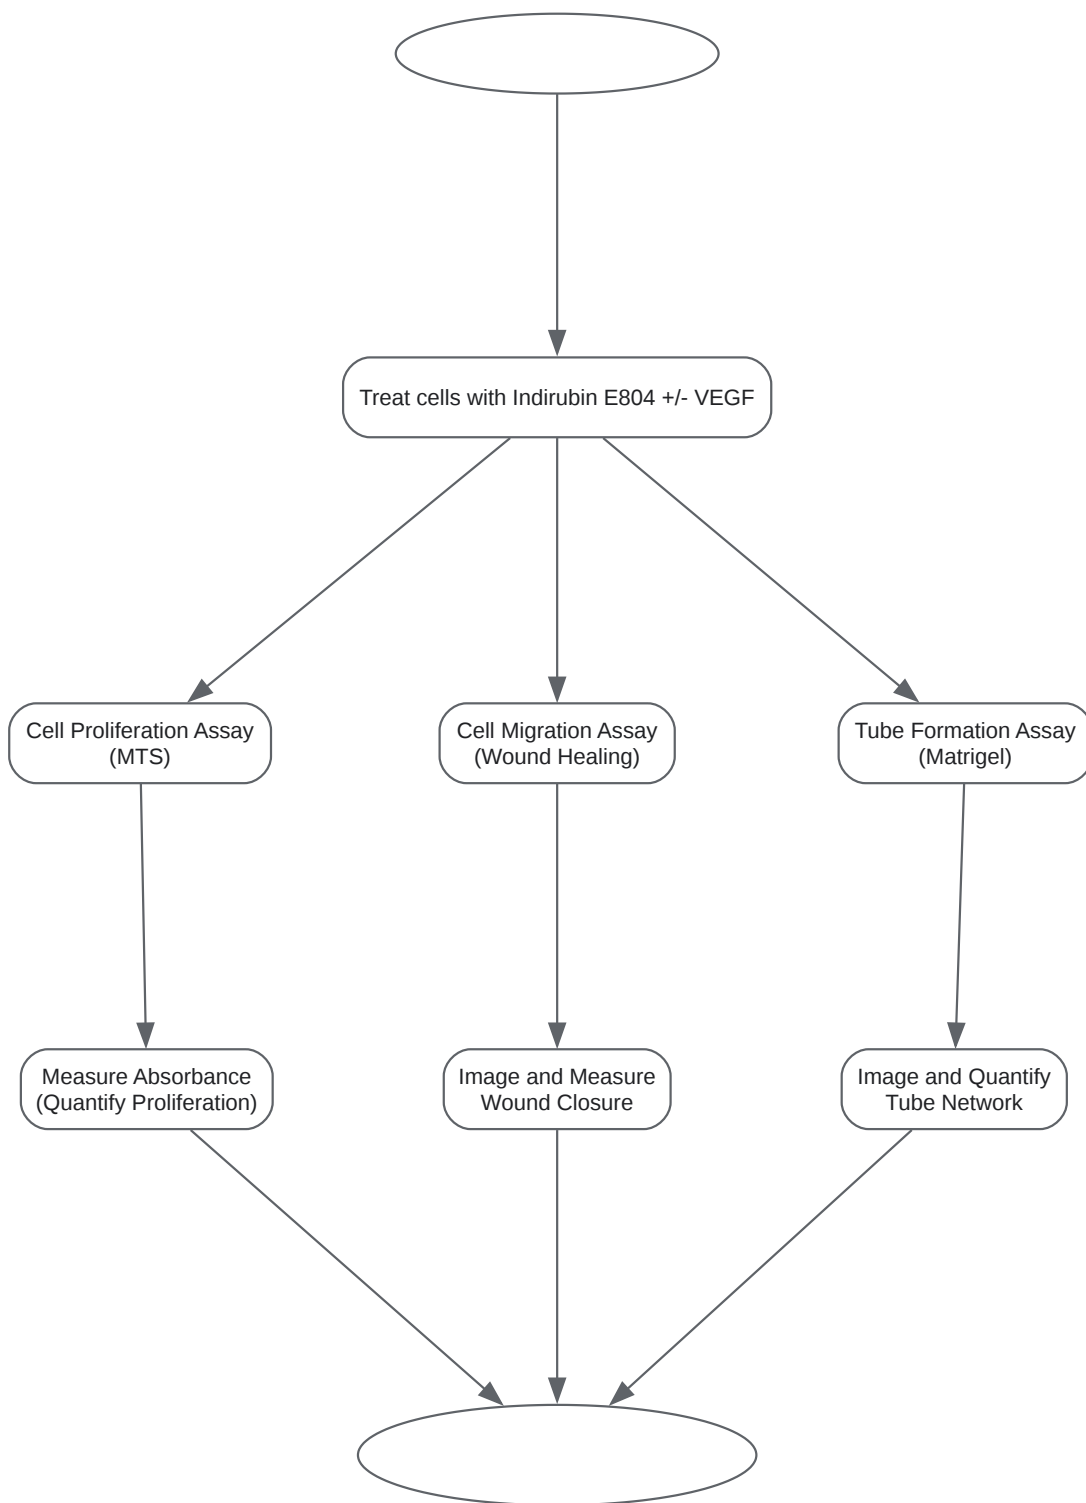 Treat cells with Indirubin E804 +/- VEGF
Cell Proliferation Assay
(MTS)
Cell Migration Assay
(Wound Healing)
Tube Formation Assay
(Matrigel)
Measure Absorbance
(Quantify Proliferation)
Image and Measure
Wound Closure
Image and Quantify
Tube Network